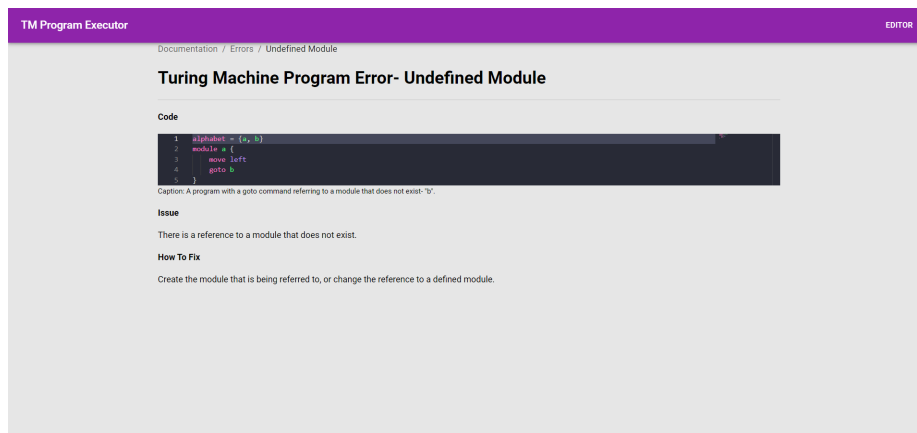 TM Program Executor
EDITOR
Documentation / Errors / Undefined Module
Turing Machine Program Error- Undefined Module
Code
1 alphabet = {a, b}
2 module a {
3 move left
4 goto b
5 }
Caption: A program with a goto command referring to a module that does not exist- "b".
Issue
There is a reference to a module that does not exist.
How To Fix
Create the module that is being referred to, or change the reference to a defined module.